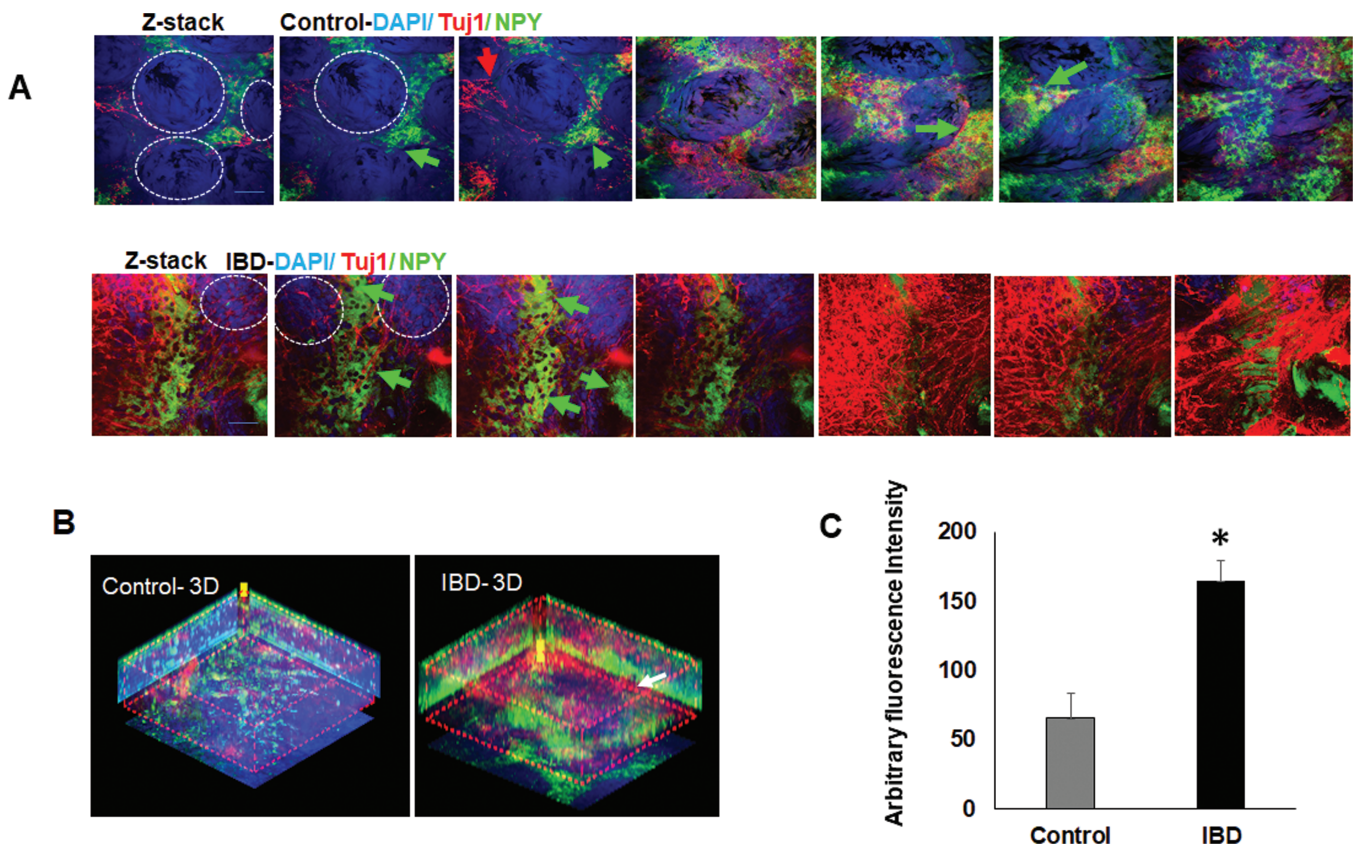 Z-stack Control-DAPI/ Tuj1/ NPY
A
Z-stack IBD-DAPI/ Tuj1/ NPY
B
Control- 3D
IBD- 3D
C
Arbitrary fluorescence Intensity
200
150
100
50
0
*
Control IBD